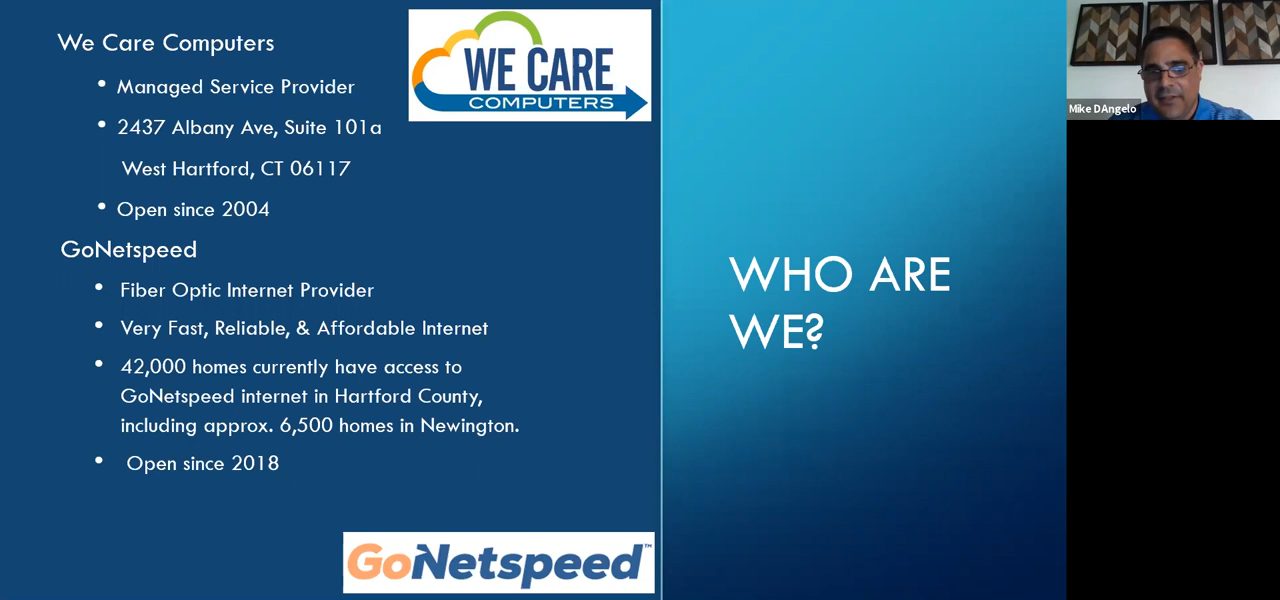 We Care Computers
• Managed Service Provider
• 2437 Albany Ave, Suite 101a
West Hartford, CT 06117
• Open since 2004
GoNetspeed
• Fiber Optic Internet Provider
• Very Fast, Reliable, & Affordable Internet
• 42,000 homes currently have access to
GoNetspeed internet in Hartford County,
including approx. 6,500 homes in Newington.
• Open since 2018
WE CARE
COMPUTERS
GoNetspeed™
WHO ARE
WE?
Mike DAngelo